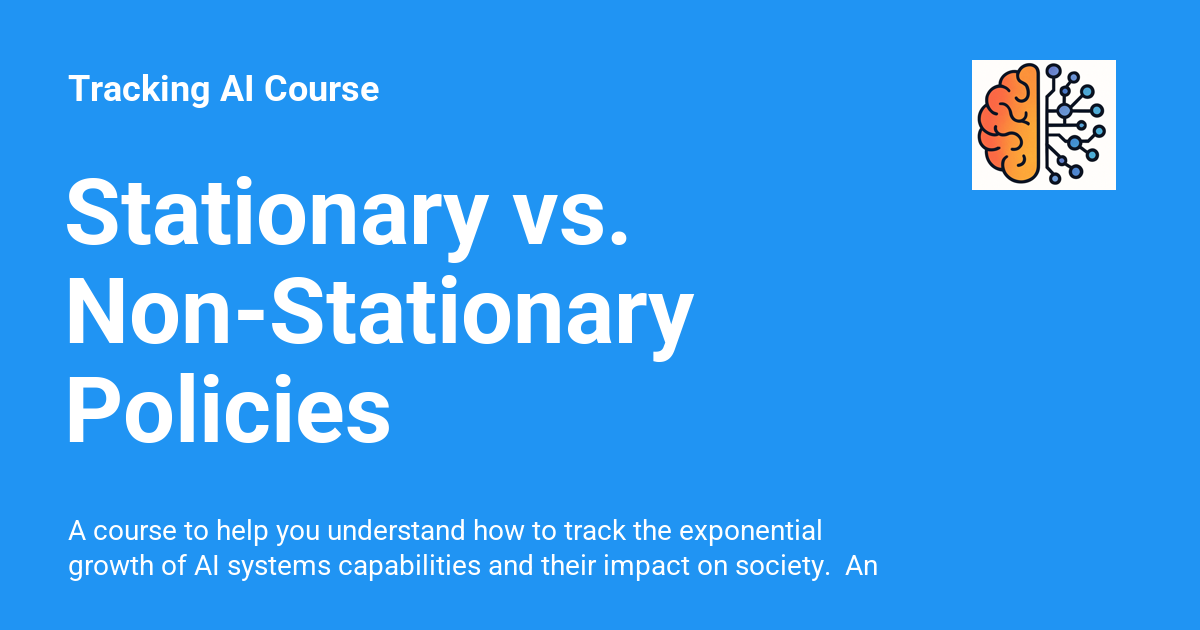 Tracking AI Course
Stationary vs.
Non-Stationary
Policies
A course to help you understand how to track the exponential
growth of AI systems capabilities and their impact on society.  An